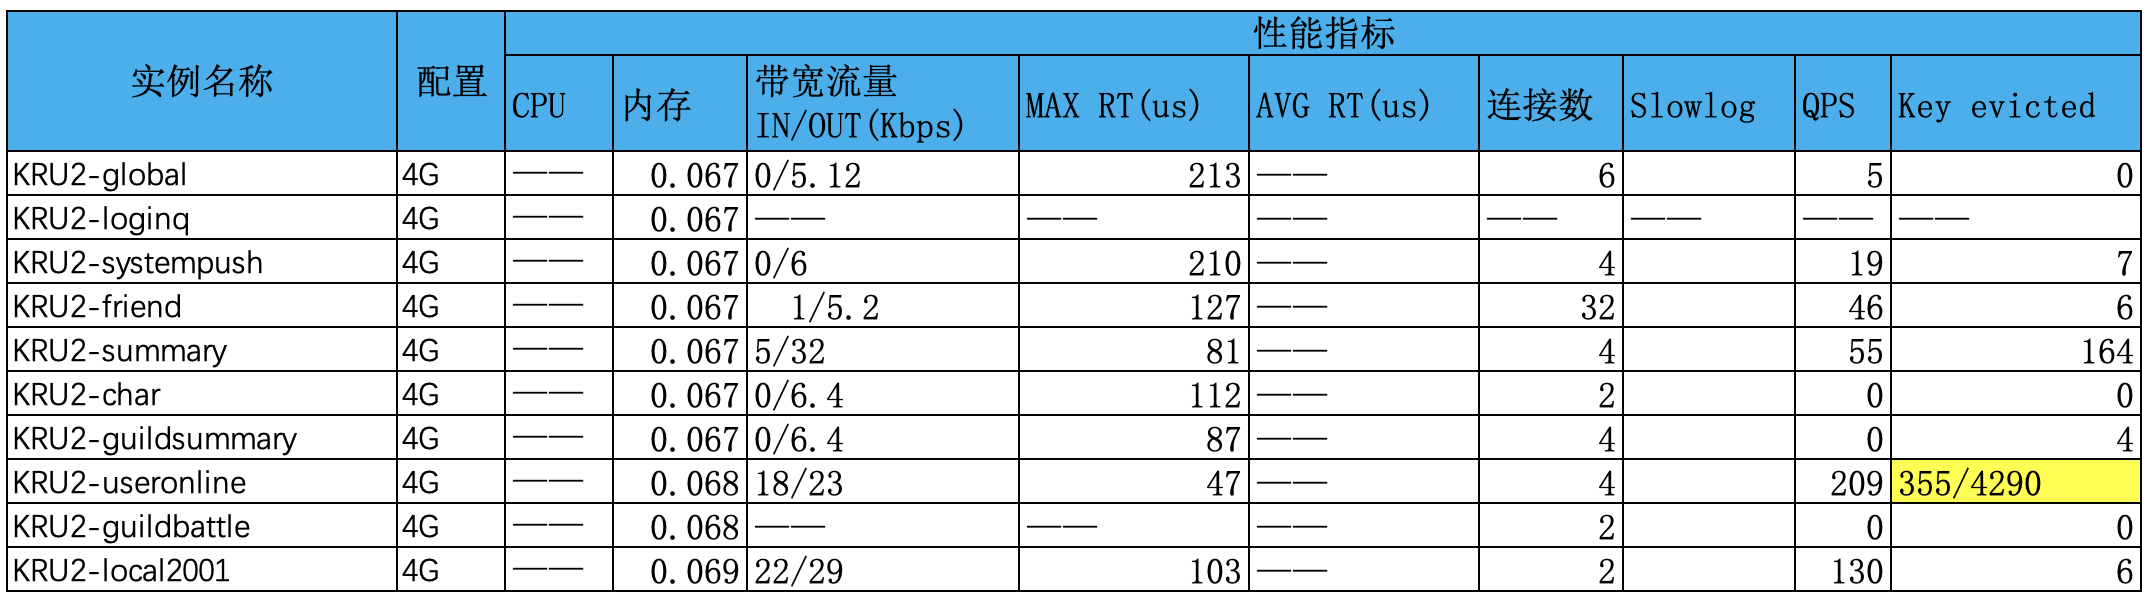 性能指标
实例名称 配置 CPU 内存 带宽流量 IN/OUT(Kbps) MAX RT(us) AVG RT(us) 连接数 Slowlog QPS Key evicted
KRU2-global 4G —— 0.067 0/5.12 213 —— 6 5 0
KRU2-loginq 4G —— 0.067 —— —— —— —— —— —— ——
KRU2-systempush 4G —— 0.067 0/6 210 —— 4 19 7
KRU2-friend 4G —— 0.067 1/5.2 127 —— 32 46 6
KRU2-summary 4G —— 0.067 5/32 81 —— 4 55 164
KRU2-char 4G —— 0.067 0/6.4 112 —— 2 0 0
KRU2-guildsummary 4G —— 0.067 0/6.4 87 —— 4 0 4
KRU2-useronline 4G —— 0.068 18/23 47 —— 4 209 355/4290
KRU2-guildbattle 4G —— 0.068 —— —— —— 2 0 0
KRU2-local2001 4G —— 0.069 22/29 103 —— 2 130 6